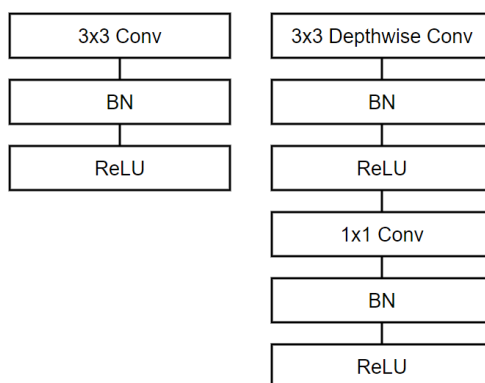 3x3 Conv
BN
ReLU
3x3 Depthwise Conv
BN
ReLU
1x1 Conv
BN
ReLU